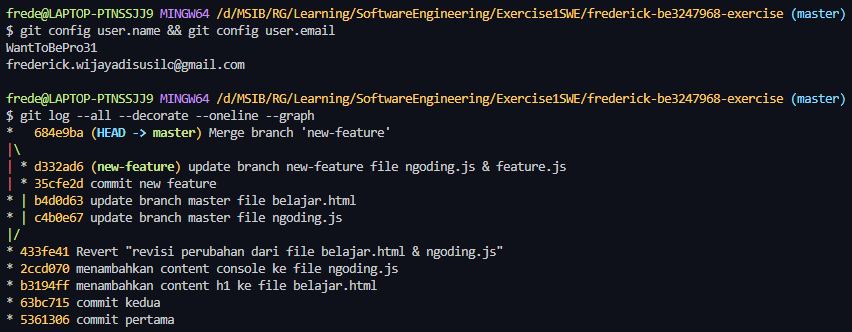 frede@LAPTOP-PTNSSJJ9 MINGW64 /d/MSIB/RG/Learning/SoftwareEngineering/Exercise1SWE/frederick-be3247968-exercise (master)
$ git config user.name && git config user.email
WantToBePro31
frederick.wijayadisusilo@gmail.com
frede@LAPTOP-PTNSSJJ9 MINGW64 /d/MSIB/RG/Learning/SoftwareEngineering/Exercise1SWE/frederick-be3247968-exercise (master)
$ git log --all --decorate --oneline --graph
*   684e9ba (HEAD -> master) Merge branch 'new-feature'
|\
| * d332ad6 (new-feature) update branch new-feature file ngoding.js & feature.js
| * 35cfe2d commit new feature
* | b4d0d63 update branch master file belajar.html
* | c4b0e67 update branch master file ngoding.js
|/
* 433fe41 Revert "revisi perubahan dari file belajar.html & ngoding.js"
* 2ccd070 menambahkan content console ke file ngoding.js
* b3194ff menambahkan content h1 ke file belajar.html
* 63bc715 commit kedua
* 5361306 commit pertama